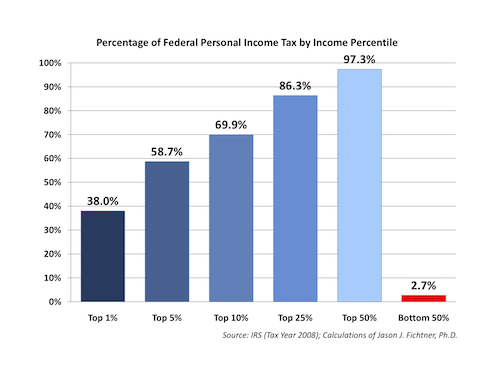 Percentage of Federal Personal Income Tax by Income Percentile
100%
90%
80%
70%
60%
50%
40%
30%
20%
10%
0%
38.0%
58.7%
69.9%
86.3%
97.3%
2.7%
Top 1%
Top 5%
Top 10%
Top 25%
Top 50%
Bottom 50%
Source: IRS (Tax Year 2008); Calculations of Jason J. Fichtner, Ph.D.